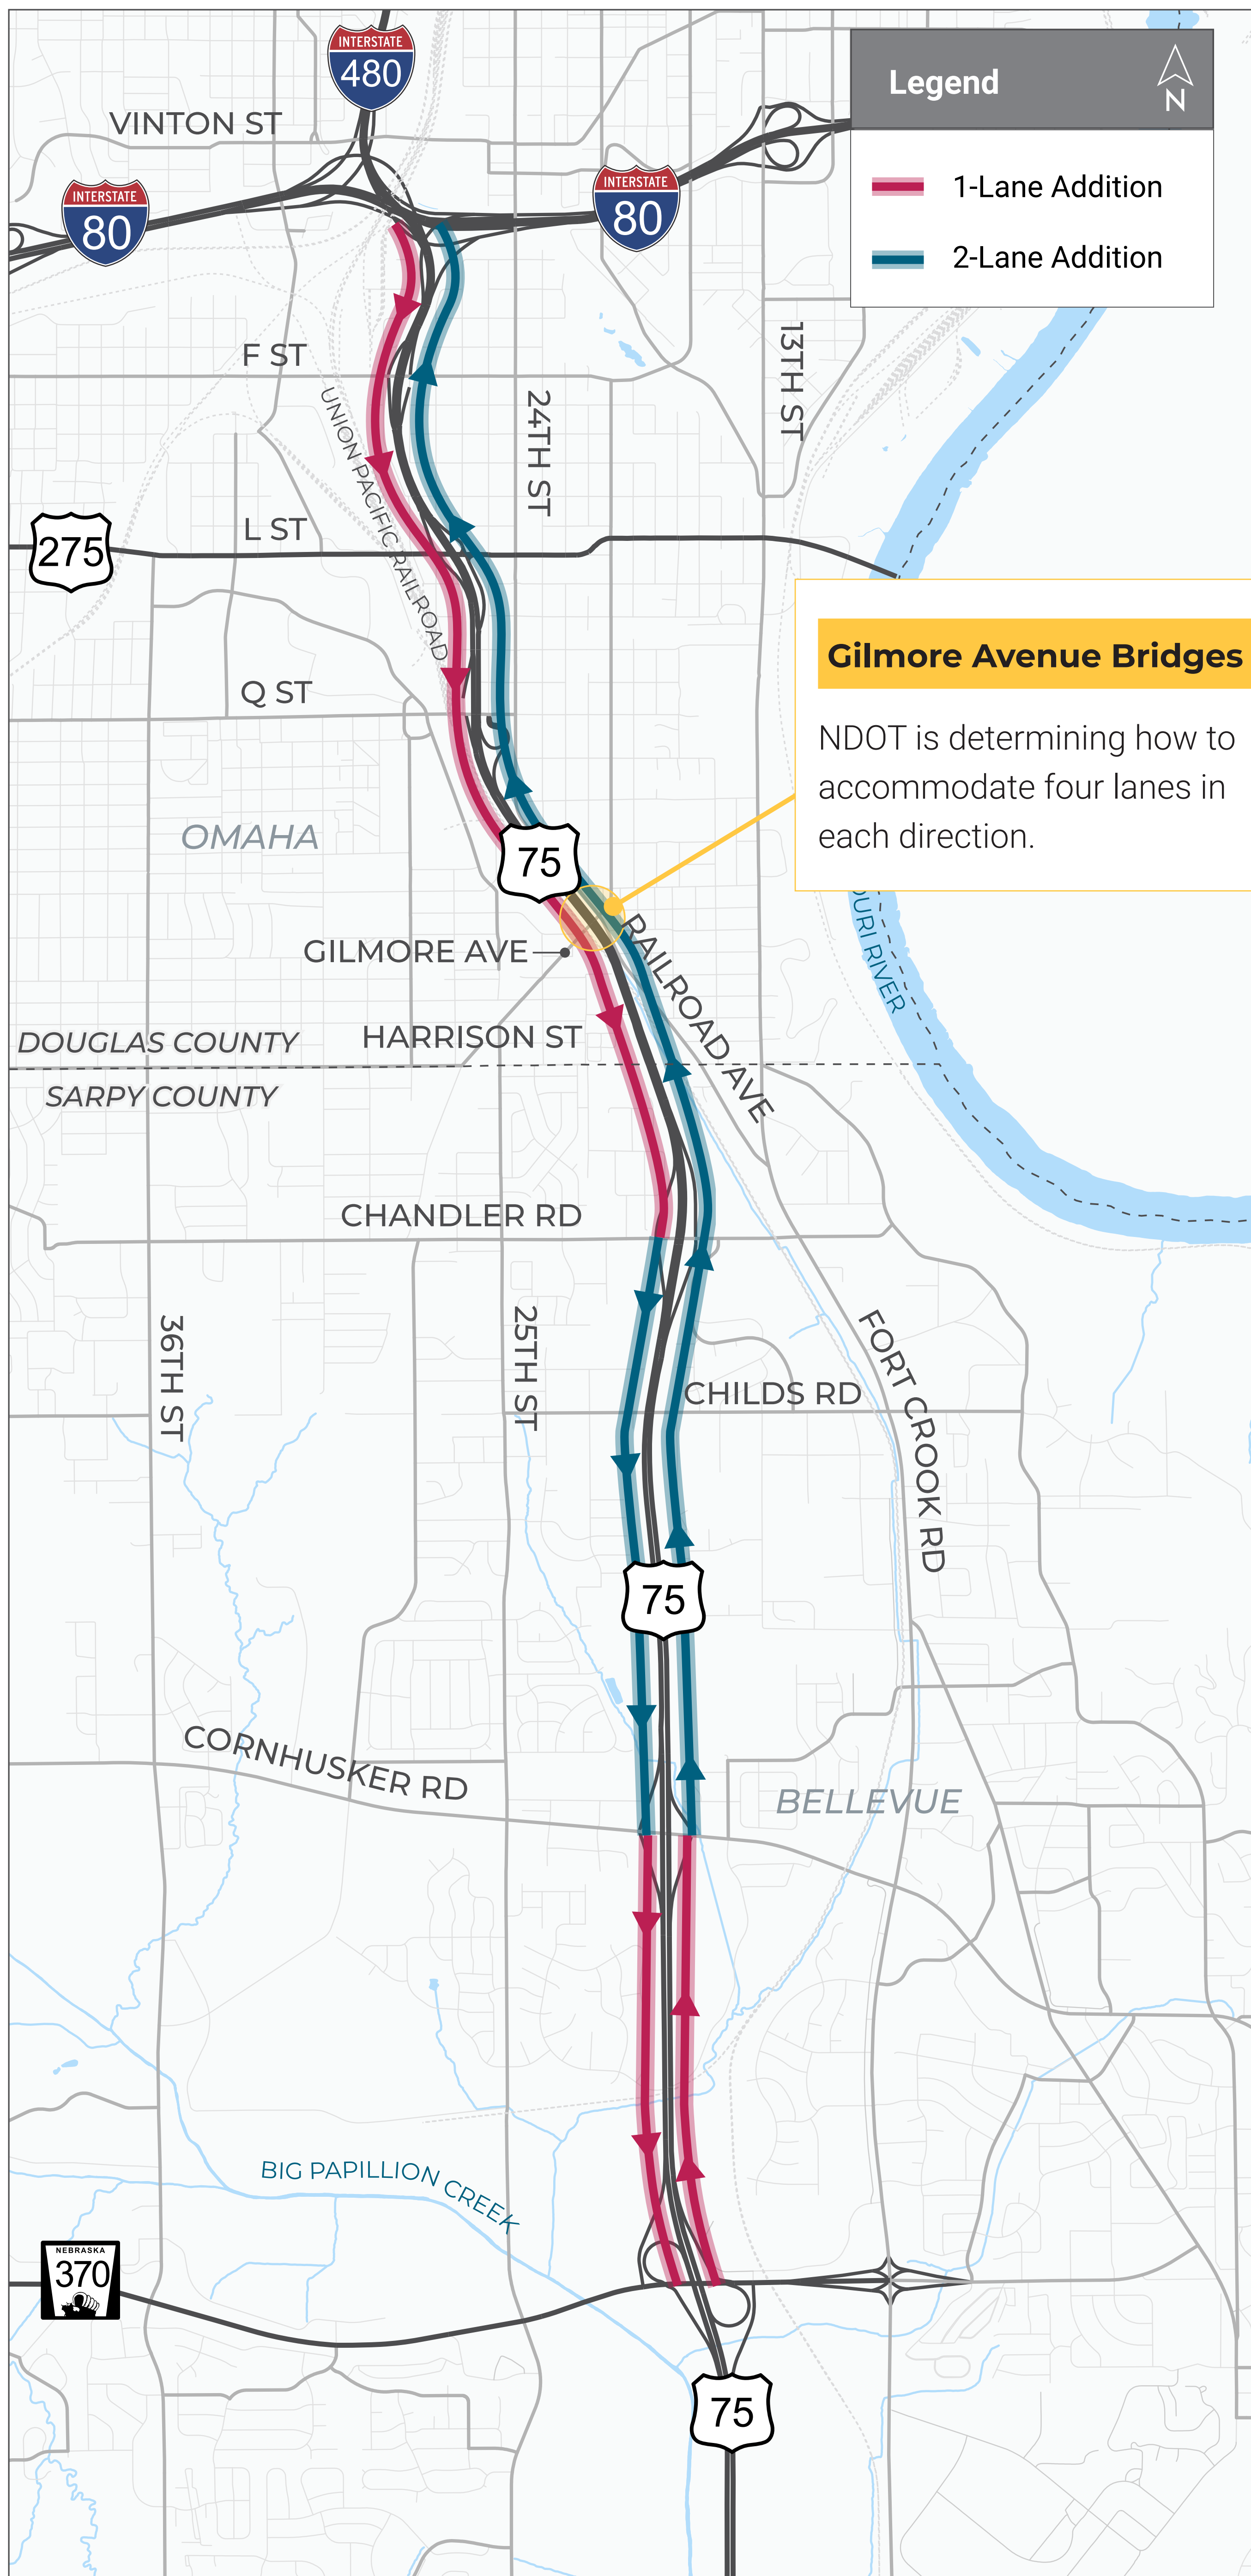 INTERSTATE
480
VINTON ST
INTERSTATE
80
INTERSTATE
80
Legend
N
1-Lane Addition
2-Lane Addition
F ST
13TH ST
24TH ST
UNION PACIFIC RAILROAD
L ST
275
Q ST
OMAHA
75
Gilmore Avenue Bridges
NDOT is determining how to
accommodate four lanes in
each direction.
OURI RIVER
GILMORE AVE
RAILROAD AVE
HARRISON ST
DOUGLAS COUNTY
SARPY COUNTY
CHANDLER RD
36TH ST
25TH ST
FORT CROOK RD
CHILDS RD
75
CORNHUSKER RD
BELLEVUE
BIG PAPILLION CREEK
NEBRASKA
370
75